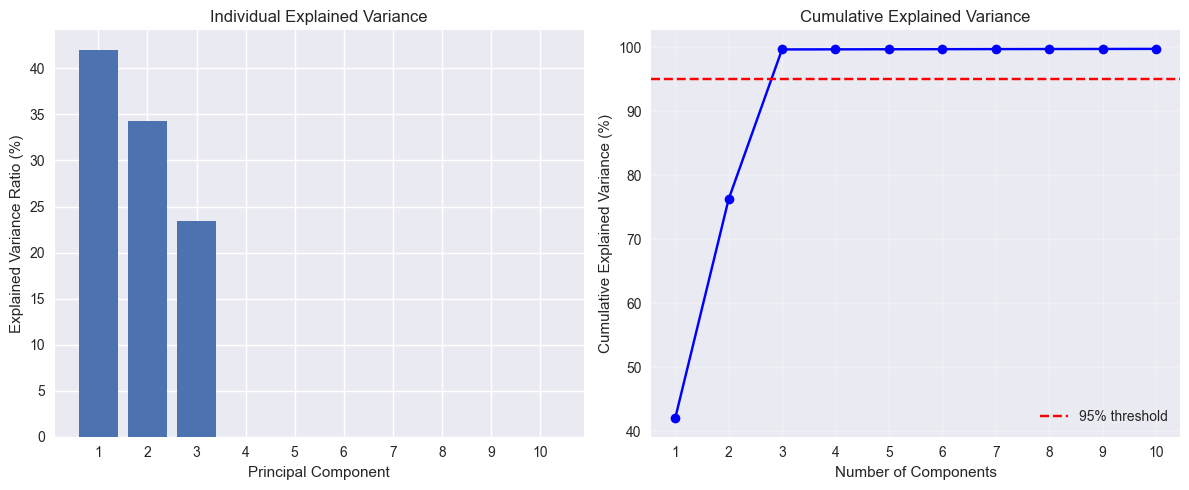 Individual Explained Variance
Explained Variance Ratio (%)
40
35
30
25
20
15
10
5
0
1 2 3 4 5 6 7 8 9 10
Principal Component
Cumulative Explained Variance
Cumulative Explained Variance (%)
100
90
80
70
60
50
40
95% threshold
1 2 3 4 5 6 7 8 9 10
Number of Components